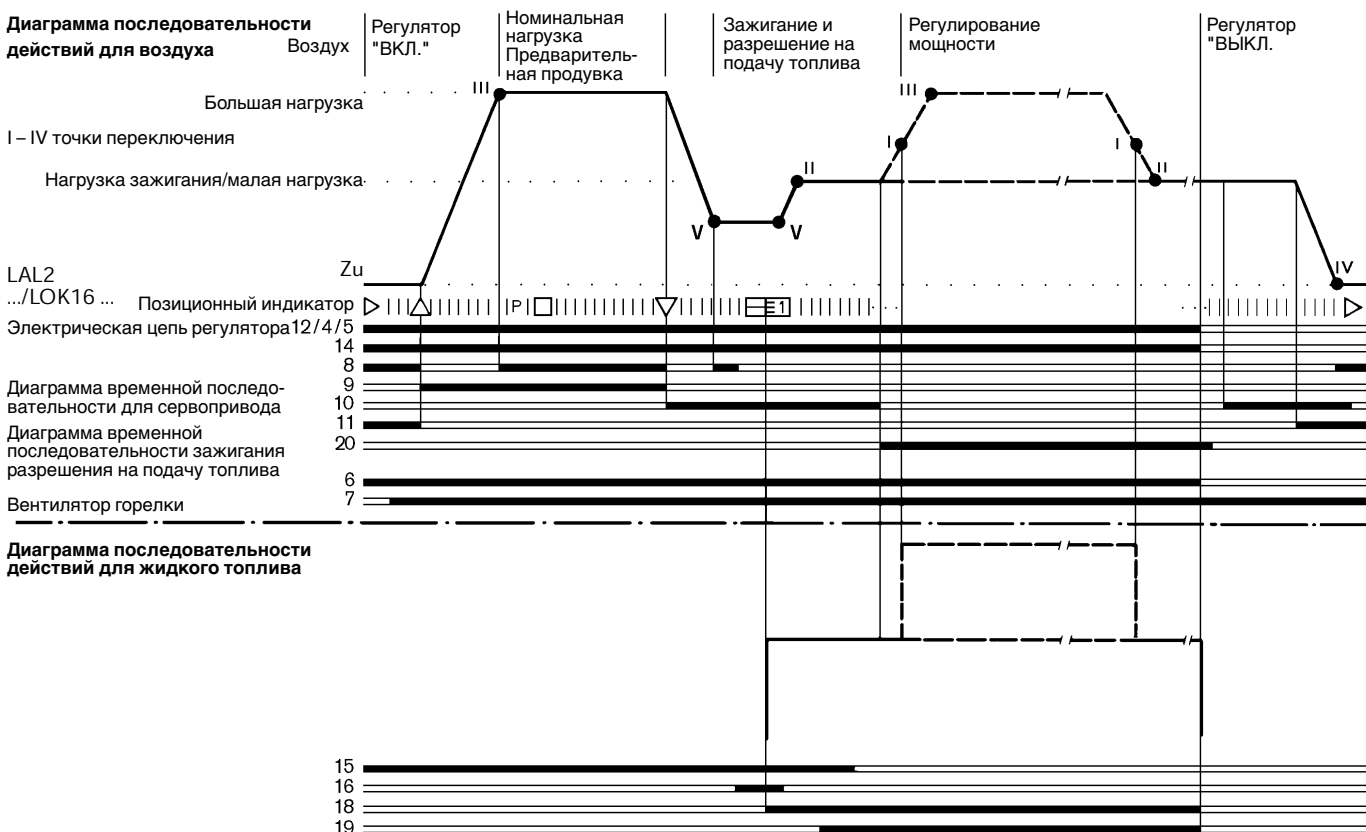 Диаграмма последовательности
действий для воздуха
Воздух
Регулятор
"ВКЛ."
Номинальная
нагрузка
Предваритель-
ная продувка
Зажигание и
разрешение на
подачу топлива
Регулирование
мощности
Регулятор
"ВЫКЛ.
Большая нагрузка
III
III
I – IV точки переключения
I
I
Нагрузка зажигания/малая нагрузка
II
II
V
V
LAL2
.../LOK16 ...
Zu
IV
Позиционный индикатор
P
1
Электрическая цепь регулятора 12/4/5
14
8
Диаграмма временной последо-
вательности для сервопривода
9
10
11
Диаграмма временной
последовательности зажигания
разрешения на подачу топлива
20
6
Вентилятор горелки
7
Диаграмма последовательности
действий для жидкого топлива
15
16
18
19